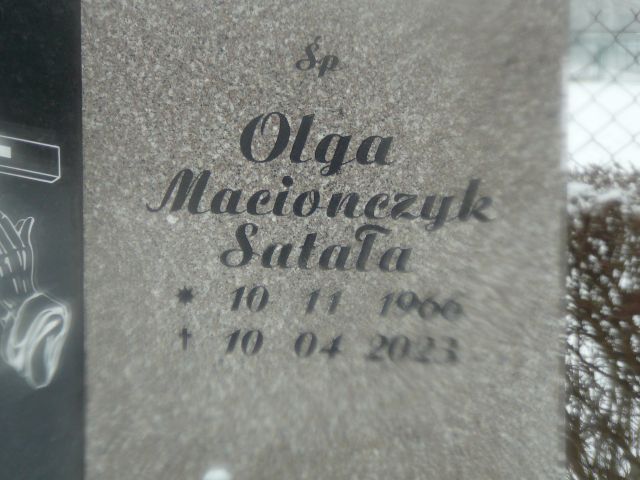 Śp
Olga
Macionczyk
Satała
* 10 11 1966
† 10 04 2023